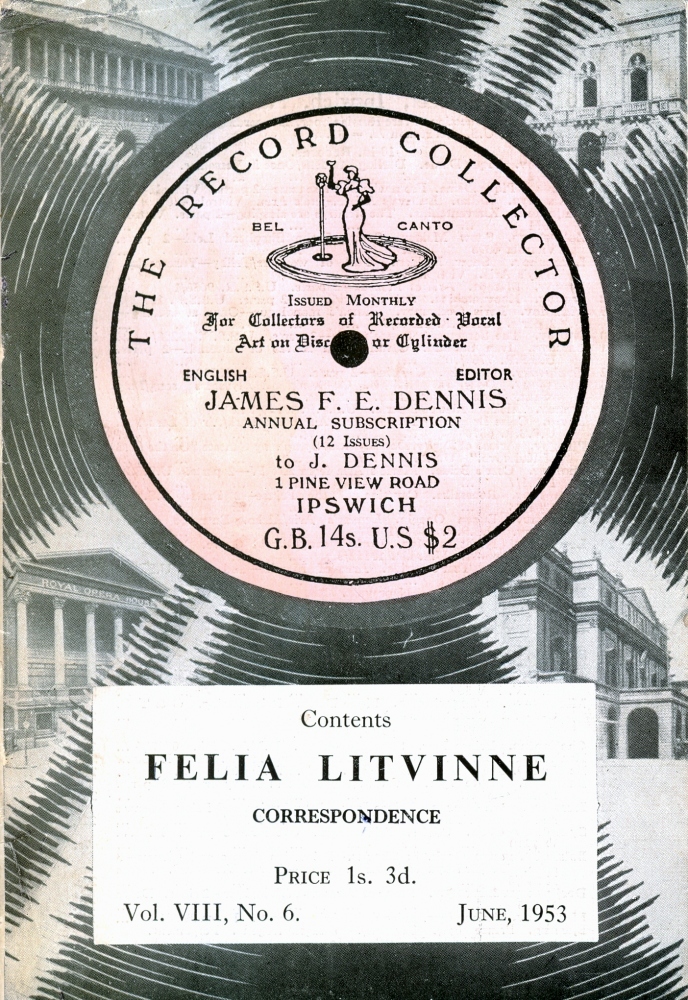 THE RECORD COLLECTOR
BEL CANTO
ISSUED MONTHLY
For Collectors of Recorded · Vocal
Art on Disc or Cylinder
ENGLISH EDITOR
JAMES F. E. DENNIS
ANNUAL SUBSCRIPTION
(12 ISSUES)
to J. DENNIS
1 PINE VIEW ROAD
IPSWICH
G.B. 14s. U.S $2
ROYAL OPERA HOUSE
Contents
FELIA LITVINNE
CORRESPONDENCE
PRICE 1s. 3d.
Vol. VIII, No. 6. JUNE, 1953